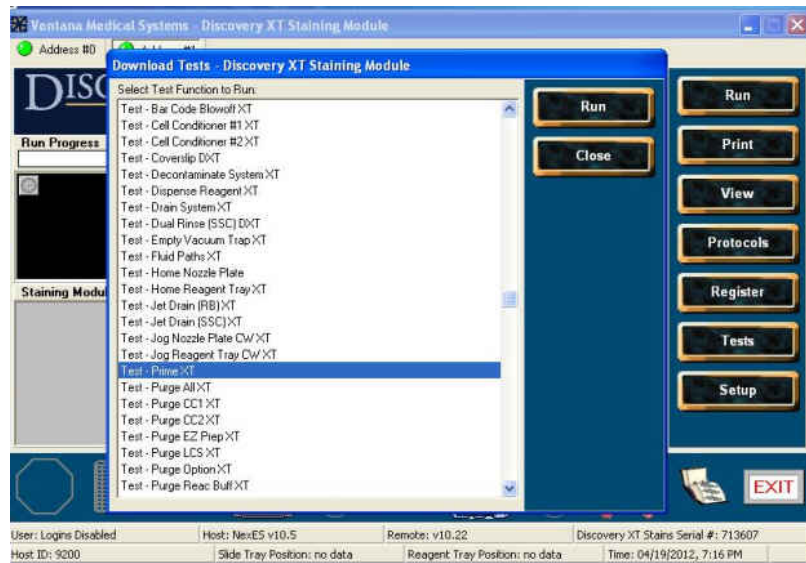 Ventana Medical Systems - Discovery XT Staining Module
Address #0
Download Tests - Discovery XT Staining Module
DISC
Run Progress
Staining Modul
Select Test Function to Run:
Test - Bar Code Blowoff XT
Test - Cell Conditioner #1 XT
Test - Cell Conditioner #2 XT
Test - Coverslip DXT
Test - Decontaminate System XT
Test - Dispense Reagent XT
Test - Drain System XT
Test - Dual Rinse (SSC) DXT
Test - Empty Vacuum Trap XT
Test - Fluid Paths XT
Test - Home Nozzle Plate
Test - Home Reagent Tray XT
Test - Jet Drain (RB) XT
Test - Jet Drain (SSC) XT
Test - Jog Nozzle Plate CW XT
Test - Jog Reagent Tray CW XT
Test - Prime XT
Test - Purge All XT
Test - Purge CC1 XT
Test - Purge CC2 XT
Test - Purge EZ Prep XT
Test - Purge LCS XT
Test - Purge Option XT
Test - Purge Reac Buff XT
Run
Close
Run
Print
View
Protocols
Register
Tests
Setup
EXIT
User: Logins Disabled Host: NexES v10.5 Remote: v10.22 Discovery XT Stains Serial #: 713607
Host ID: 9200 Slide Tray Position: no data Reagent Tray Position: no data Time: 04/19/2012, 7:16 PM